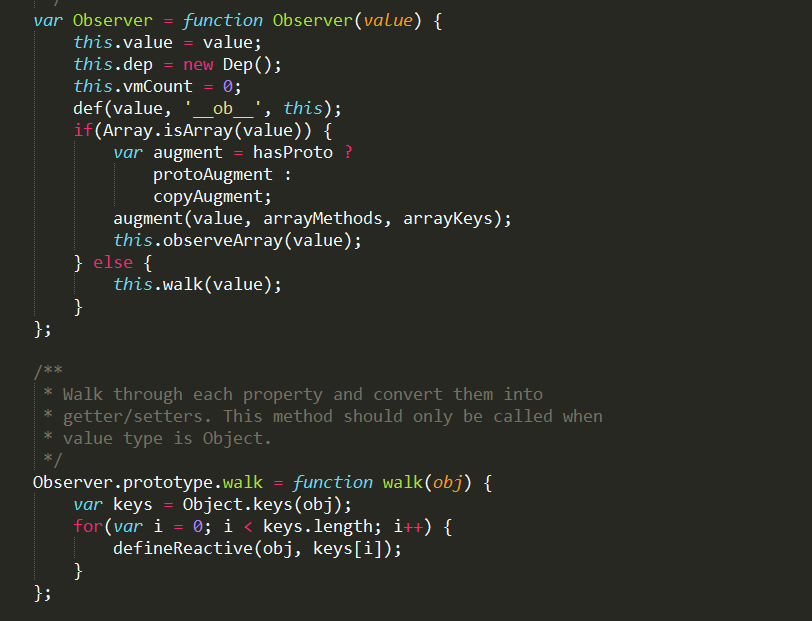 var Observer = function Observer(value) {
this.value = value;
this.dep = new Dep();
this.vmCount = 0;
def(value, '__ob__', this);
if(Array.isArray(value)) {
var augment = hasProto ?
protoAugment :
copyAugment;
augment(value, arrayMethods, arrayKeys);
this.observeArray(value);
} else {
this.walk(value);
}
};
/**
* Walk through each property and convert them into
* getter/setters. This method should only be called when
* value type is Object.
*/
Observer.prototype.walk = function walk(obj) {
var keys = Object.keys(obj);
for(var i = 0; i < keys.length; i++) {
defineReactive(obj, keys[i]);
}
};